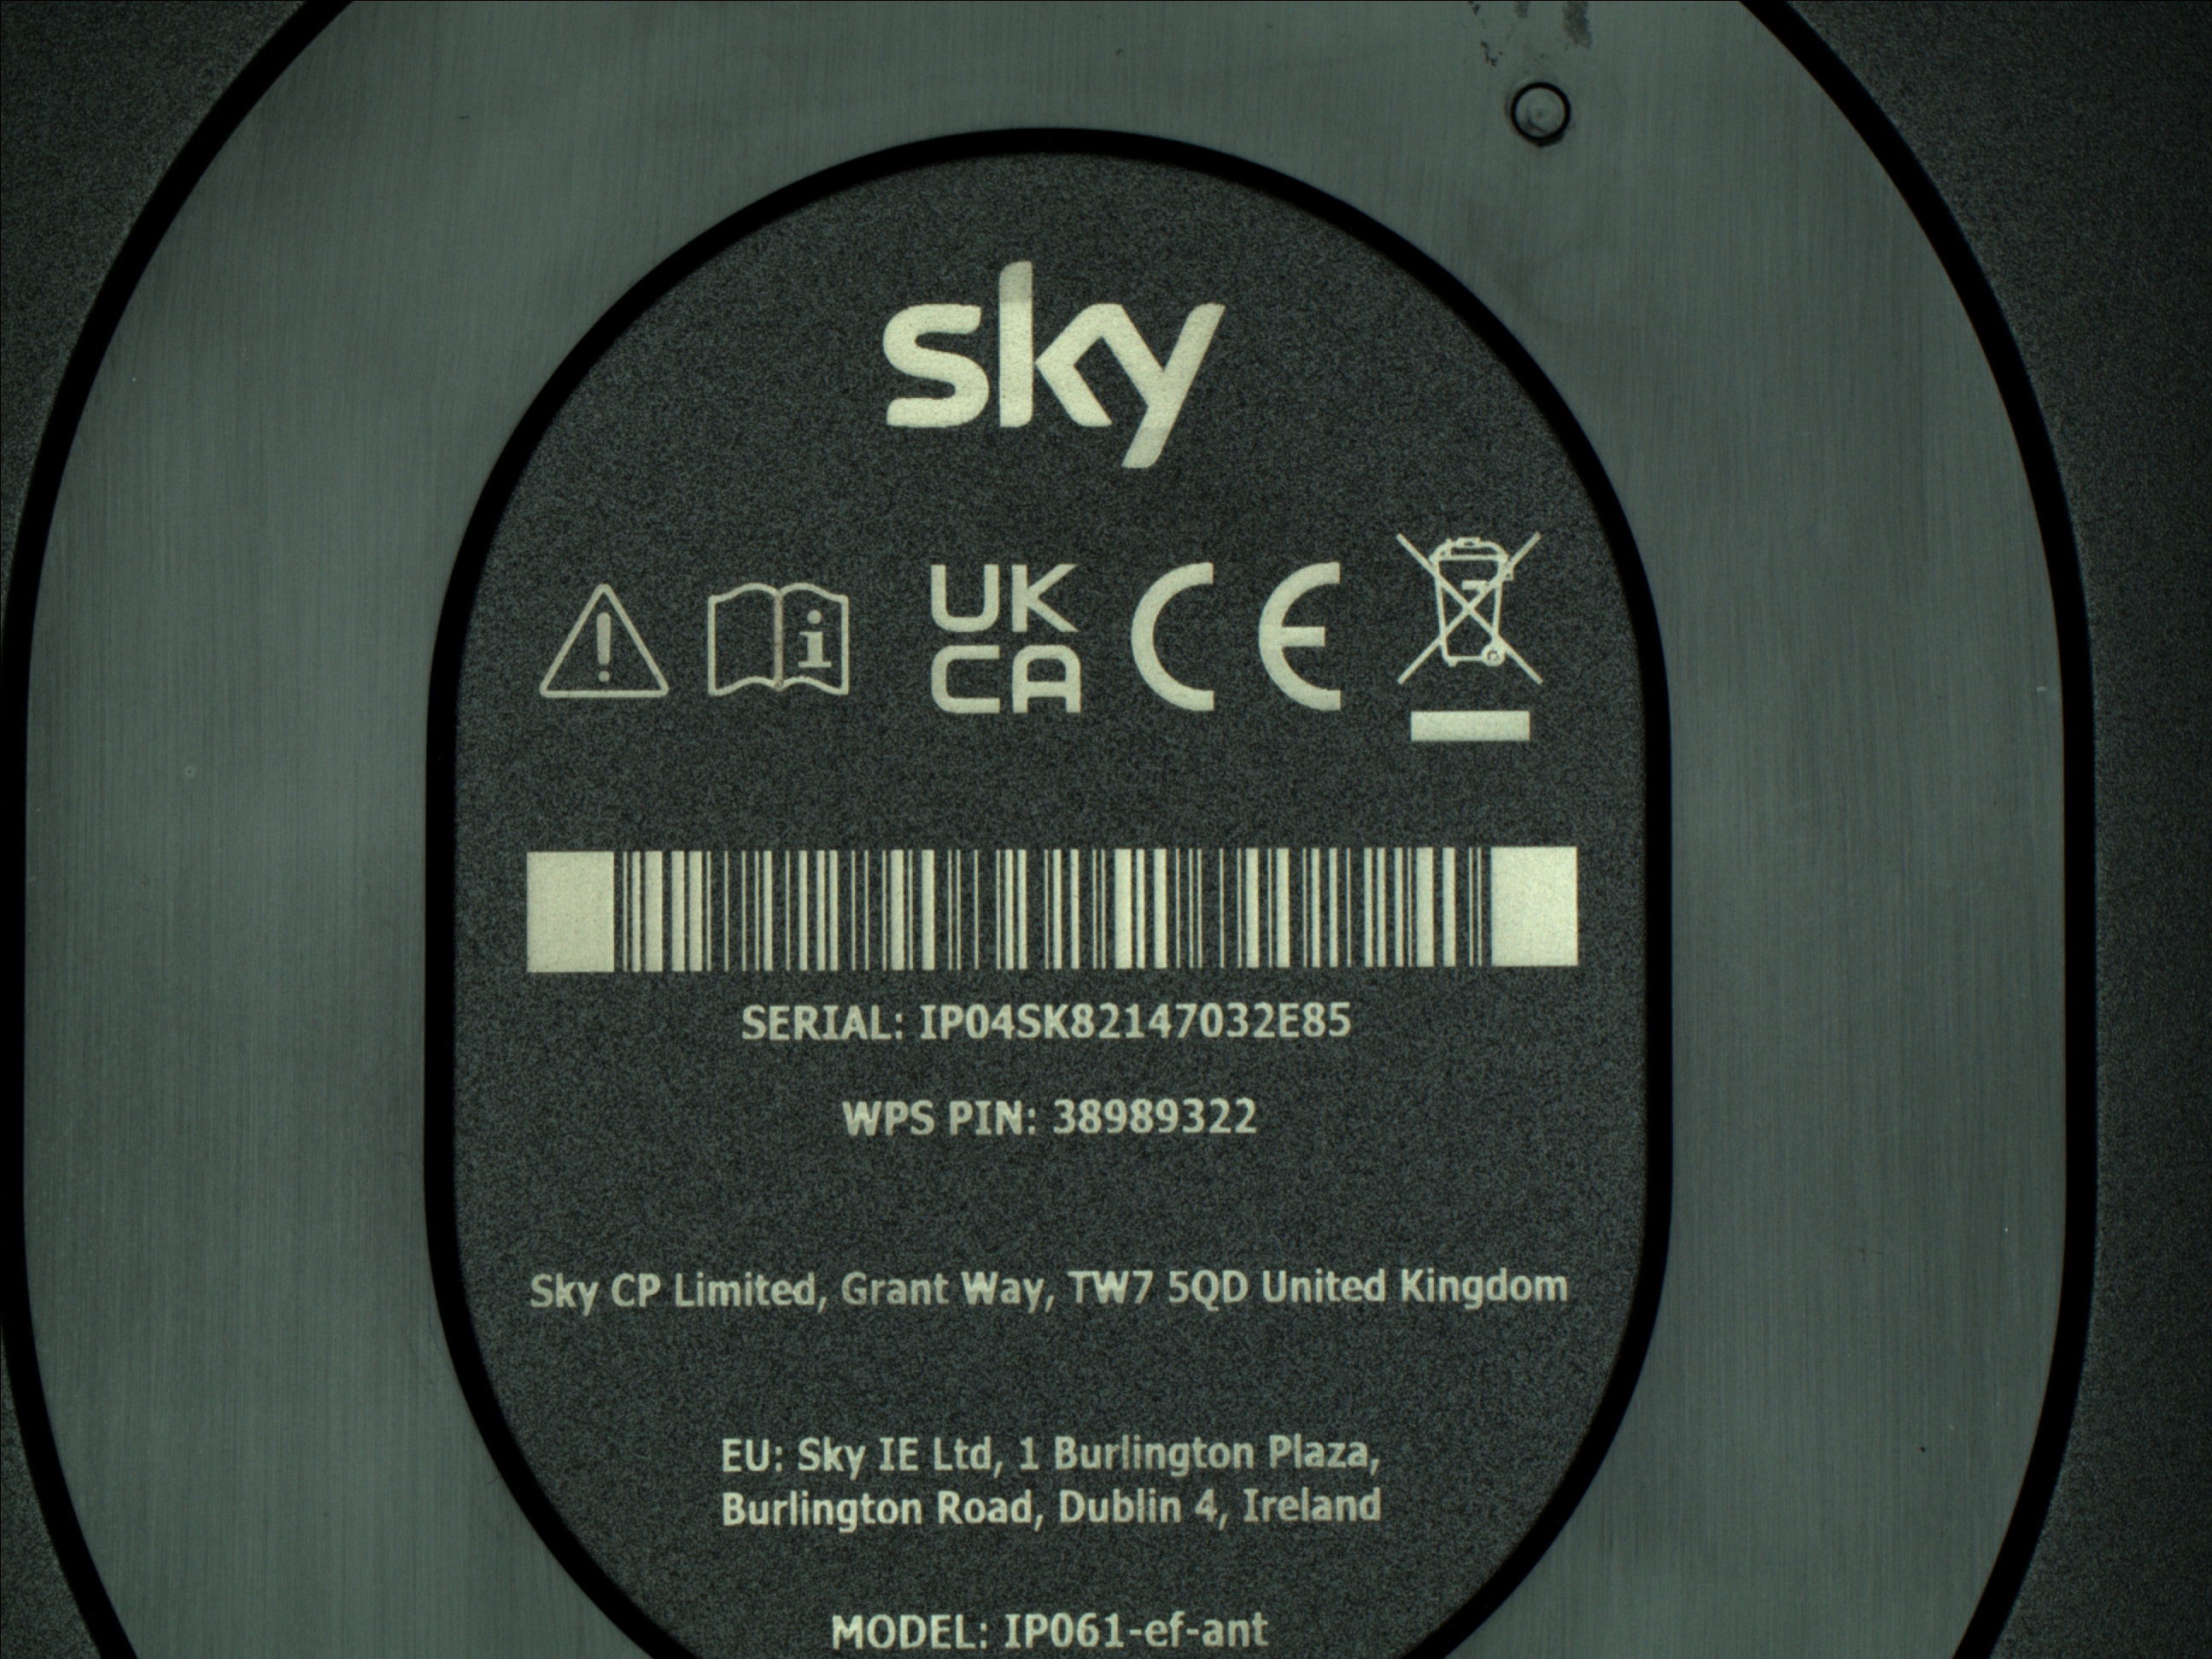 sky
UK
CA CE
SERIAL: IP04SK82147032E85
WPS PIN: 38989322
Sky CP Limited, Grant Way, TW7 5QD United Kingdom
EU: Sky IE Ltd, 1 Burlington Plaza,
Burlington Road, Dublin 4, Ireland
MODEL: IP061-ef-ant